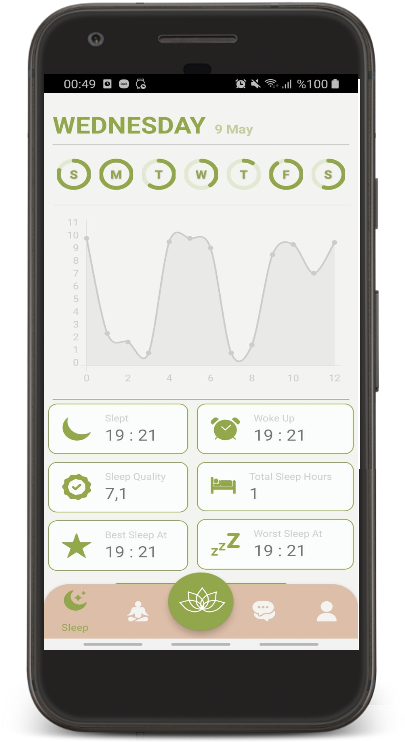 00:49 %100
WEDNESDAY 9 May
S M T W T F S
11
10
9
8
7
6
5
4
3
2
1
0
0 2 4 6 8 10 12
Slept
19 : 21
Woke Up
19 : 21
Sleep Quality
7,1
Total Sleep Hours
1
Best Sleep At
19 : 21
Worst Sleep At
19 : 21
zzZ
Sleep